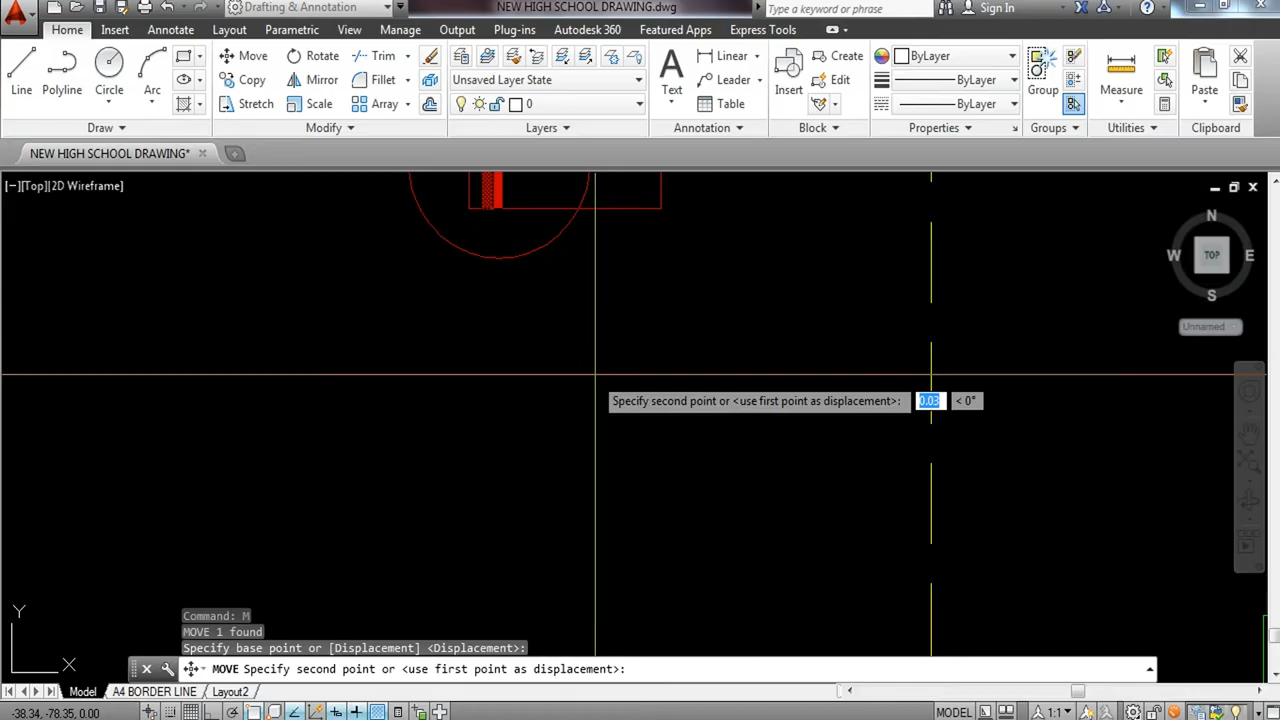 Drafting & Annotation
NEW HIGH SCHOOL DRAWING.dwg
Type a keyword or phrase
Sign In
Home Insert Annotate Layout Parametric View Manage Output Plug-ins Autodesk 360 Featured Apps Express Tools
Move Rotate Trim
Unsaved Layer State
Linear
Create
ByLayer
Line Polyline Circle Arc
Copy Mirror Fillet
Text
Leader
Insert
Edit
ByLayer
Group
Measure
Paste
Stretch Scale Array
0
Table
ByLayer
Draw Modify Layers Annotation Block Properties Groups Utilities Clipboard
NEW HIGH SCHOOL DRAWING*
[−][Top][2D Wireframe]
N
W TOP E
S
Unnamed
Specify second point or <use first point as displacement>: 0.03 < 0°
Y
X
Command: M
MOVE 1 found
Specify base point or [Displacement] <Displacement>:
MOVE Specify second point or <use first point as displacement>:
Model A4 BORDER LINE Layout2
-38.34, -78.35, 0.00
MODEL
1:1